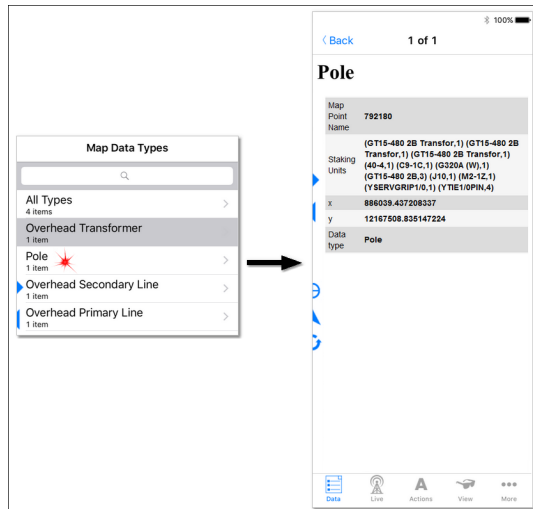 Map Data Types
All Types
4 items
Overhead Transformer
1 item
Pole
1 item
Overhead Secondary Line
1 item
Overhead Primary Line
1 item
100%
Back
1 of 1
Pole
Map
Point
Name
792180
Staking
Units
(GT15-480 2B Transfor,1) (GT15-480 2B
Transfor,1) (GT15-480 2B Transfor,1)
(40-4,1) (C9-1C,1) (G320A (W),1)
(GT15-480 2B,3) (J10,1) (M2-1Z,1)
(YSERVGRIP1/0,1) (YTIE1/0PIN,4)
x
886039.437208337
y
12167508.835147224
Data
type
Pole
Data
Live
A
Actions
View
More